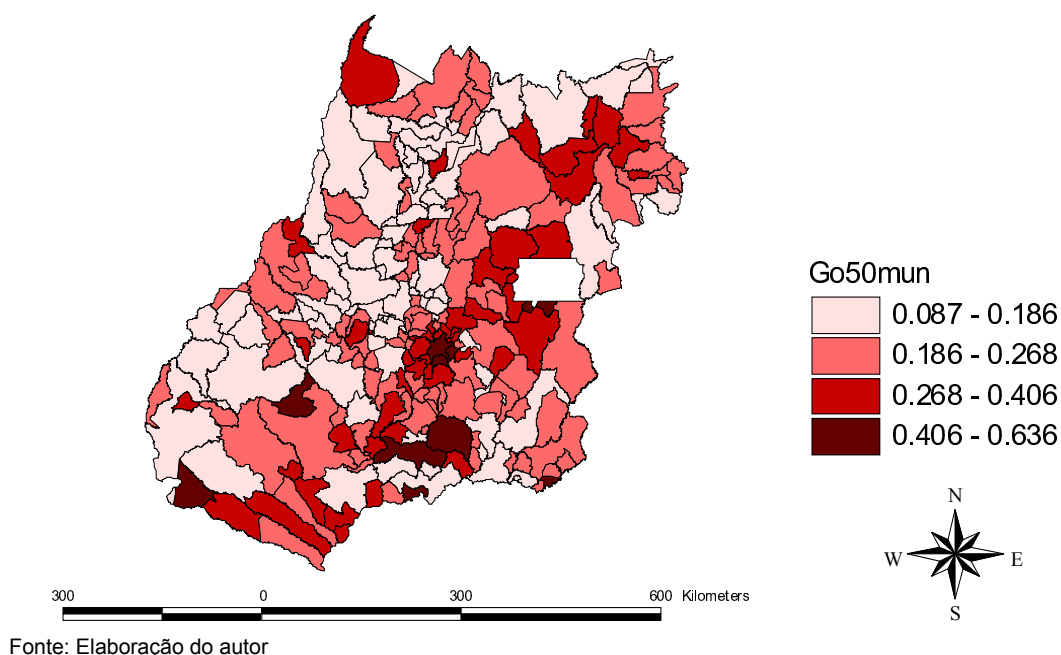 Go50mun
0.087 - 0.186
0.186 - 0.268
0.268 - 0.406
0.406 - 0.636
N
W
E
S
300 0 300 600 Kilometers
Fonte: Elaboração do autor